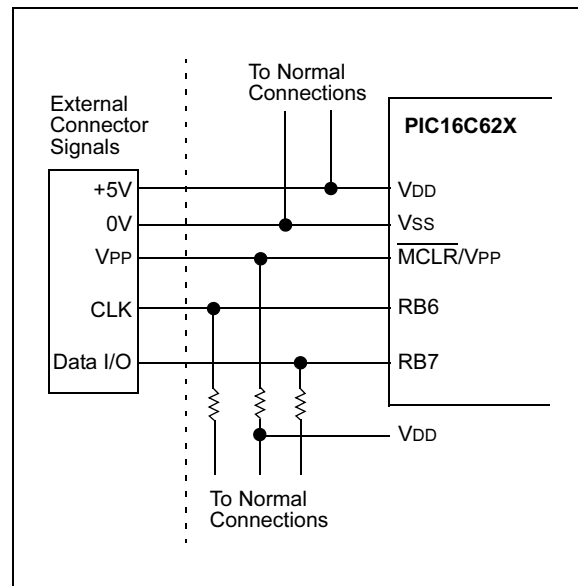 To Normal
Connections
External
Connector
Signals
PIC16C62X
+5V
VDD
0V
VSS
VPP
MCLR/VPP
CLK
RB6
Data I/O
RB7
VDD
To Normal
Connections